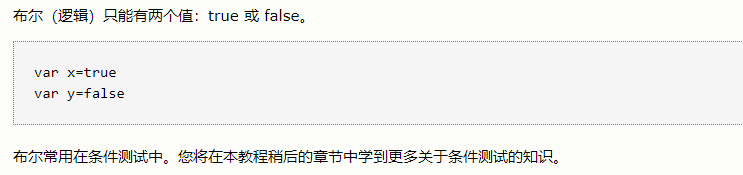 布尔（逻辑）只能有两个值：true 或 false。
var x=true
var y=false
布尔常用在条件测试中。您将在本教程稍后的章节中学到更多关于条件测试的知识。